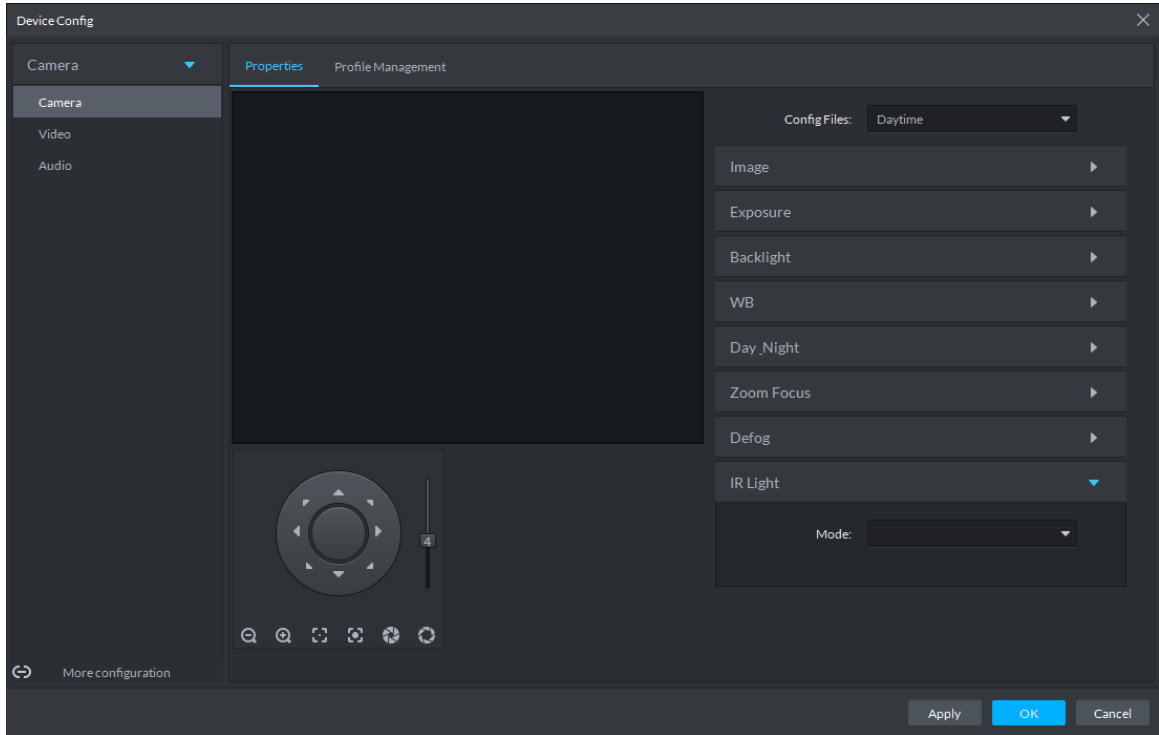 Device Config
Camera
Properties
Profile Management
Camera
Video
Audio
Config Files:
Daytime
Image
Exposure
Backlight
WB
Day_Night
Zoom Focus
Defog
IR Light
Mode:
4
More configuration
Apply
OK
Cancel